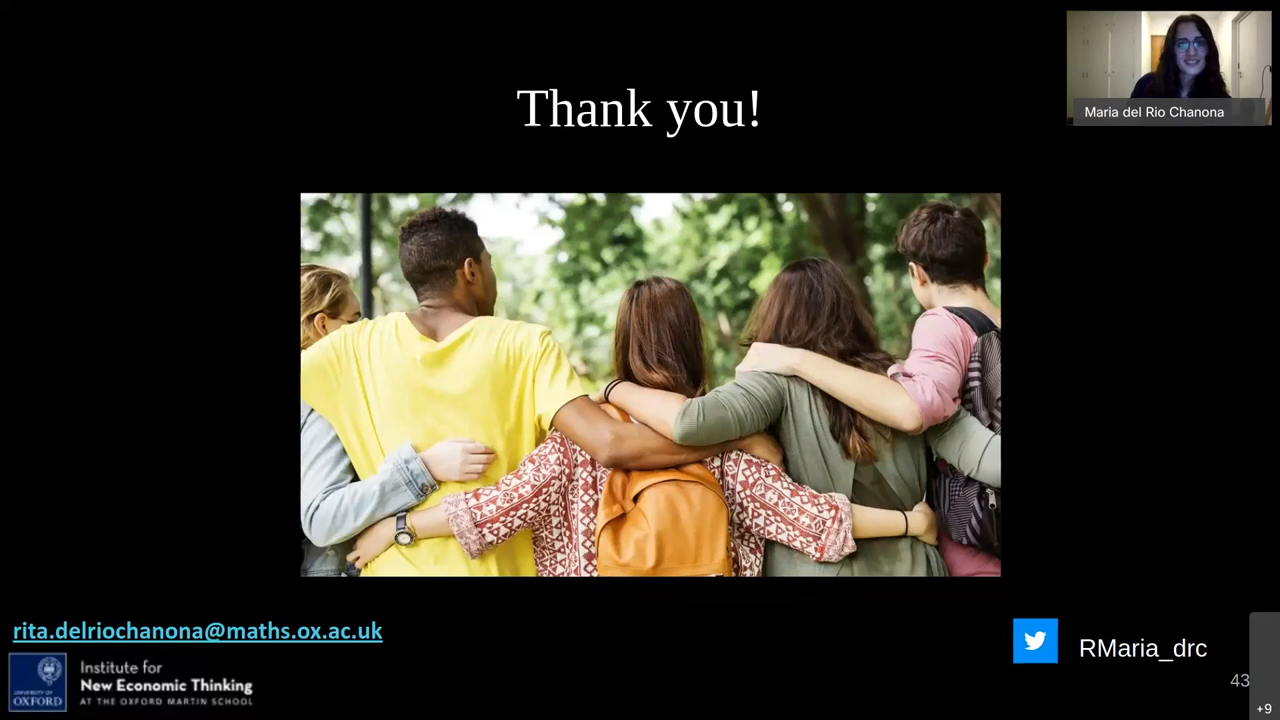 Thank you!
Maria del Rio Chanona
rita.delriochanona@maths.ox.ac.uk
RMaria_drc
UNIVERSITY OF
OXFORD
Institute for
New Economic Thinking
AT THE OXFORD MARTIN SCHOOL
43
+9